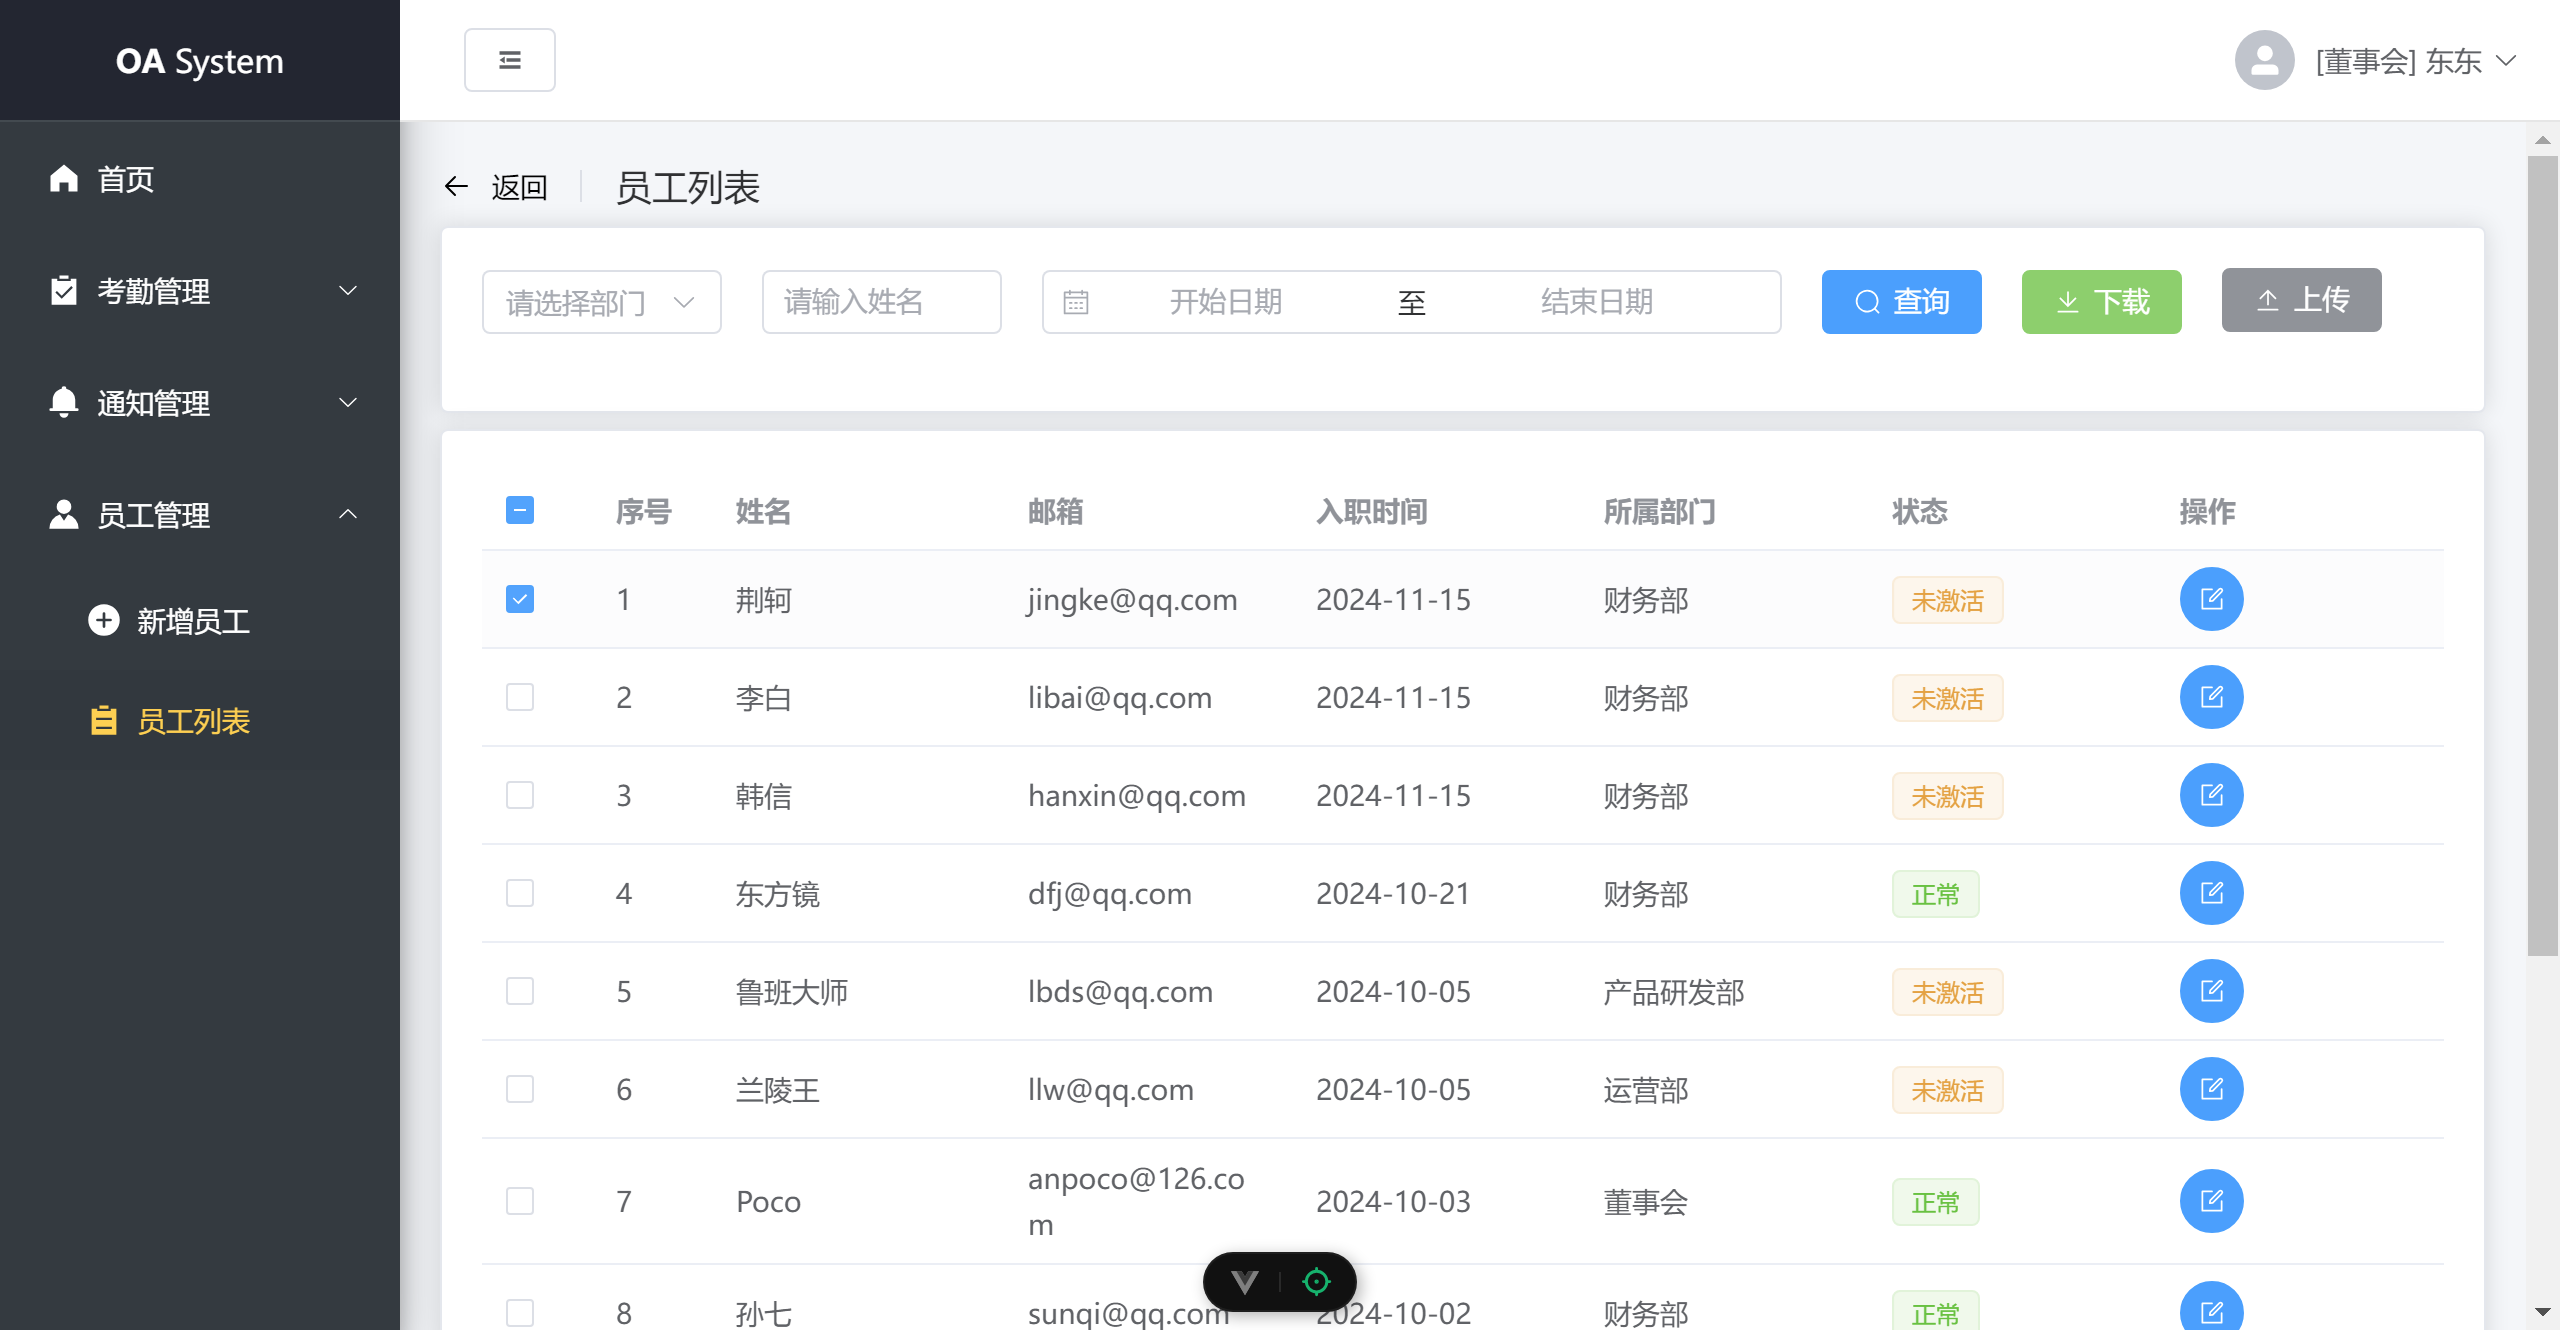 OA System
[董事会] 东东
首页
考勤管理
通知管理
员工管理
新增员工
员工列表
返回 员工列表
请选择部门 请输入姓名 开始日期 至 结束日期 查询 下载 上传
序号 姓名 邮箱 入职时间 所属部门 状态 操作
1 荆轲 jingke@qq.com 2024-11-15 财务部 未激活
2 李白 libai@qq.com 2024-11-15 财务部 未激活
3 韩信 hanxin@qq.com 2024-11-15 财务部 未激活
4 东方镜 dfj@qq.com 2024-10-21 财务部 正常
5 鲁班大师 lbds@qq.com 2024-10-05 产品研发部 未激活
6 兰陵王 llw@qq.com 2024-10-05 运营部 未激活
7 Poco anpoco@126.co
m 2024-10-03 董事会 正常
8 孙七 sunqi@qq.com 2024-10-02 财务部 正常